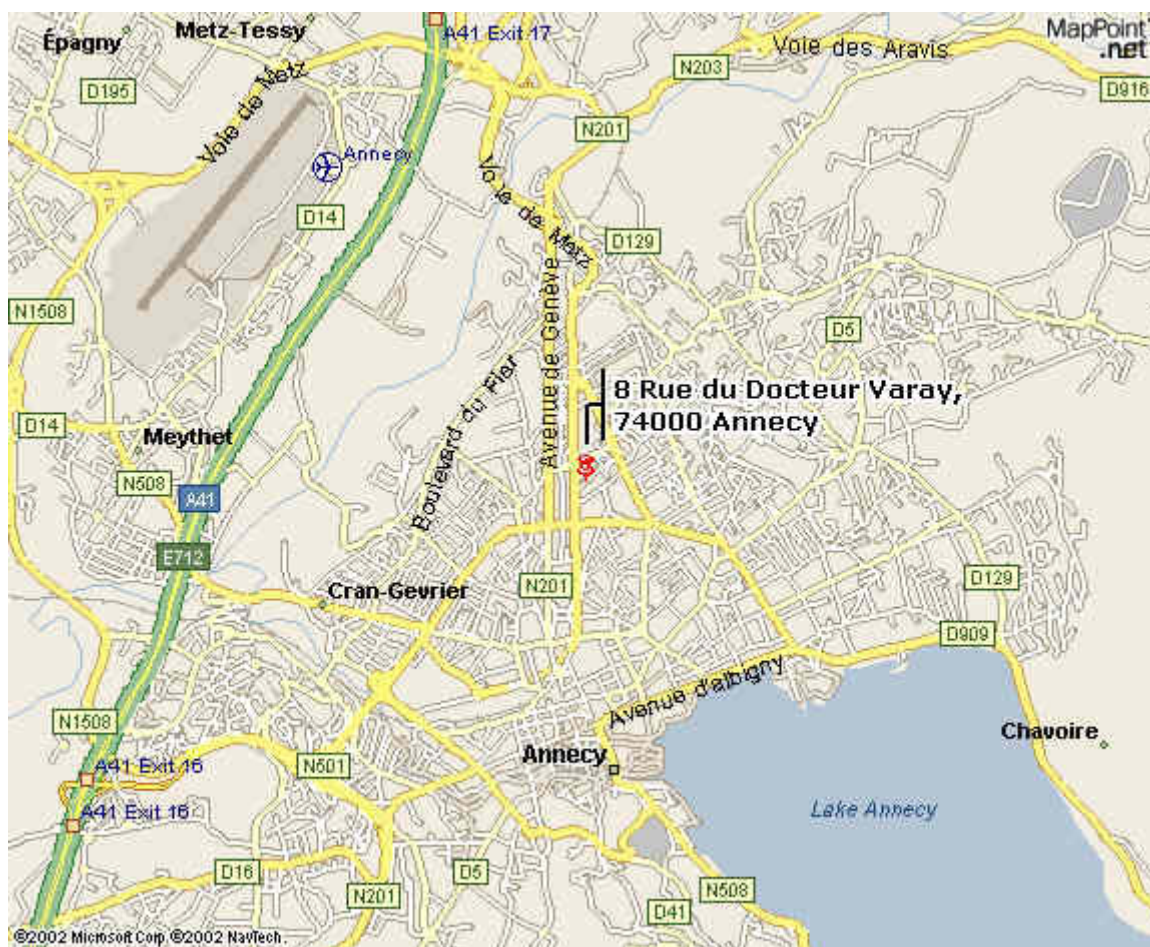 Épagny
Metz-Tessy
A41 Exit 17
Voie des Aravis
MapPoint
.net
N203
D195
D916
Voie de Metz
N201
Annecy
Voie de Metz
D14
D129
Avenue de Genève
N1508
D5
Boulevard du Fier
8 Rue du Docteur Varay,
74000 Annecy
D14
Meythet
N508
A41
E712
Cran-Gevrier
N201
D129
D909
Avenue d'albigny
N1508
Chavoire
Annecy
A41 Exit 16
N501
A41 Exit 16
Lake Annecy
D16
D5
N201
N508
D41
©2002 Microsoft Corp ©2002 NavTech.